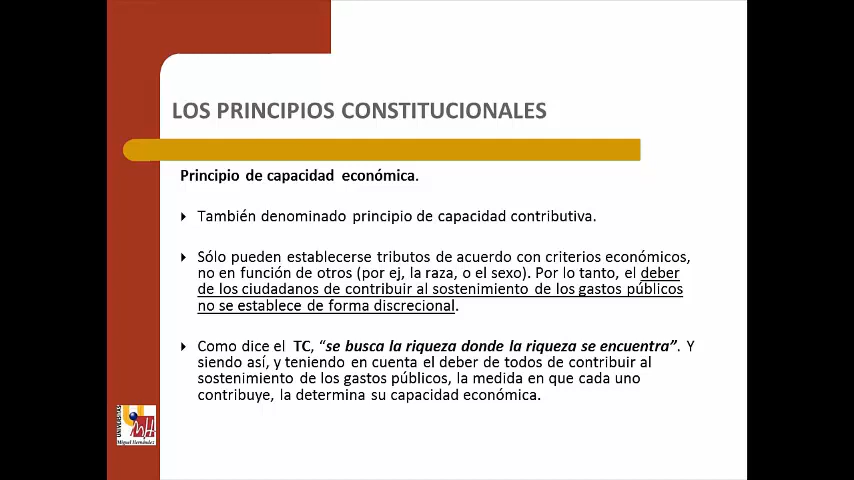 LOS PRINCIPIOS CONSTITUCIONALES
Principio de capacidad económica.
También denominado principio de capacidad contributiva.
Sólo pueden establecerse tributos de acuerdo con criterios económicos,
no en función de otros (por ej, la raza, o el sexo). Por lo tanto, el deber
de los ciudadanos de contribuir al sostenimiento de los gastos públicos
no se establece de forma discrecional.
Como dice el TC, “se busca la riqueza donde la riqueza se encuentra”. Y
siendo así, y teniendo en cuenta el deber de todos de contribuir al
sostenimiento de los gastos públicos, la medida en que cada uno
contribuye, la determina su capacidad económica.
UNIVERSITAS
Miguel Hernández